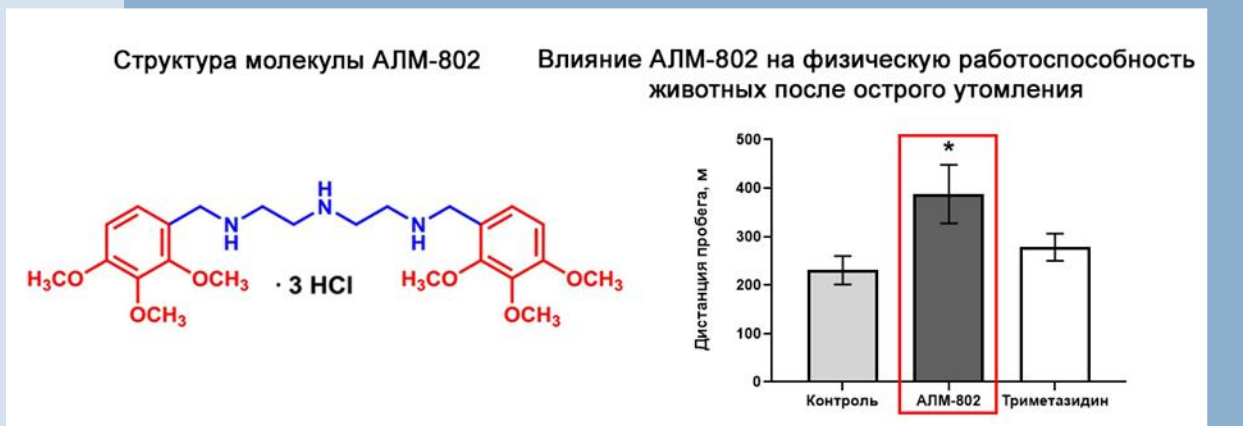 Структура молекулы АЛМ-802
H
N
N
H
N
H
H₃CO
OCH₃
OCH₃
· 3 HCl
H₃CO
H₃CO
OCH₃
OCH₃
Влияние АЛМ-802 на физическую работоспособность
животных после острого утомления
Дистанция пробега, м
500
400
300
200
100
0
*
Контроль
АЛМ-802
Триметазидин